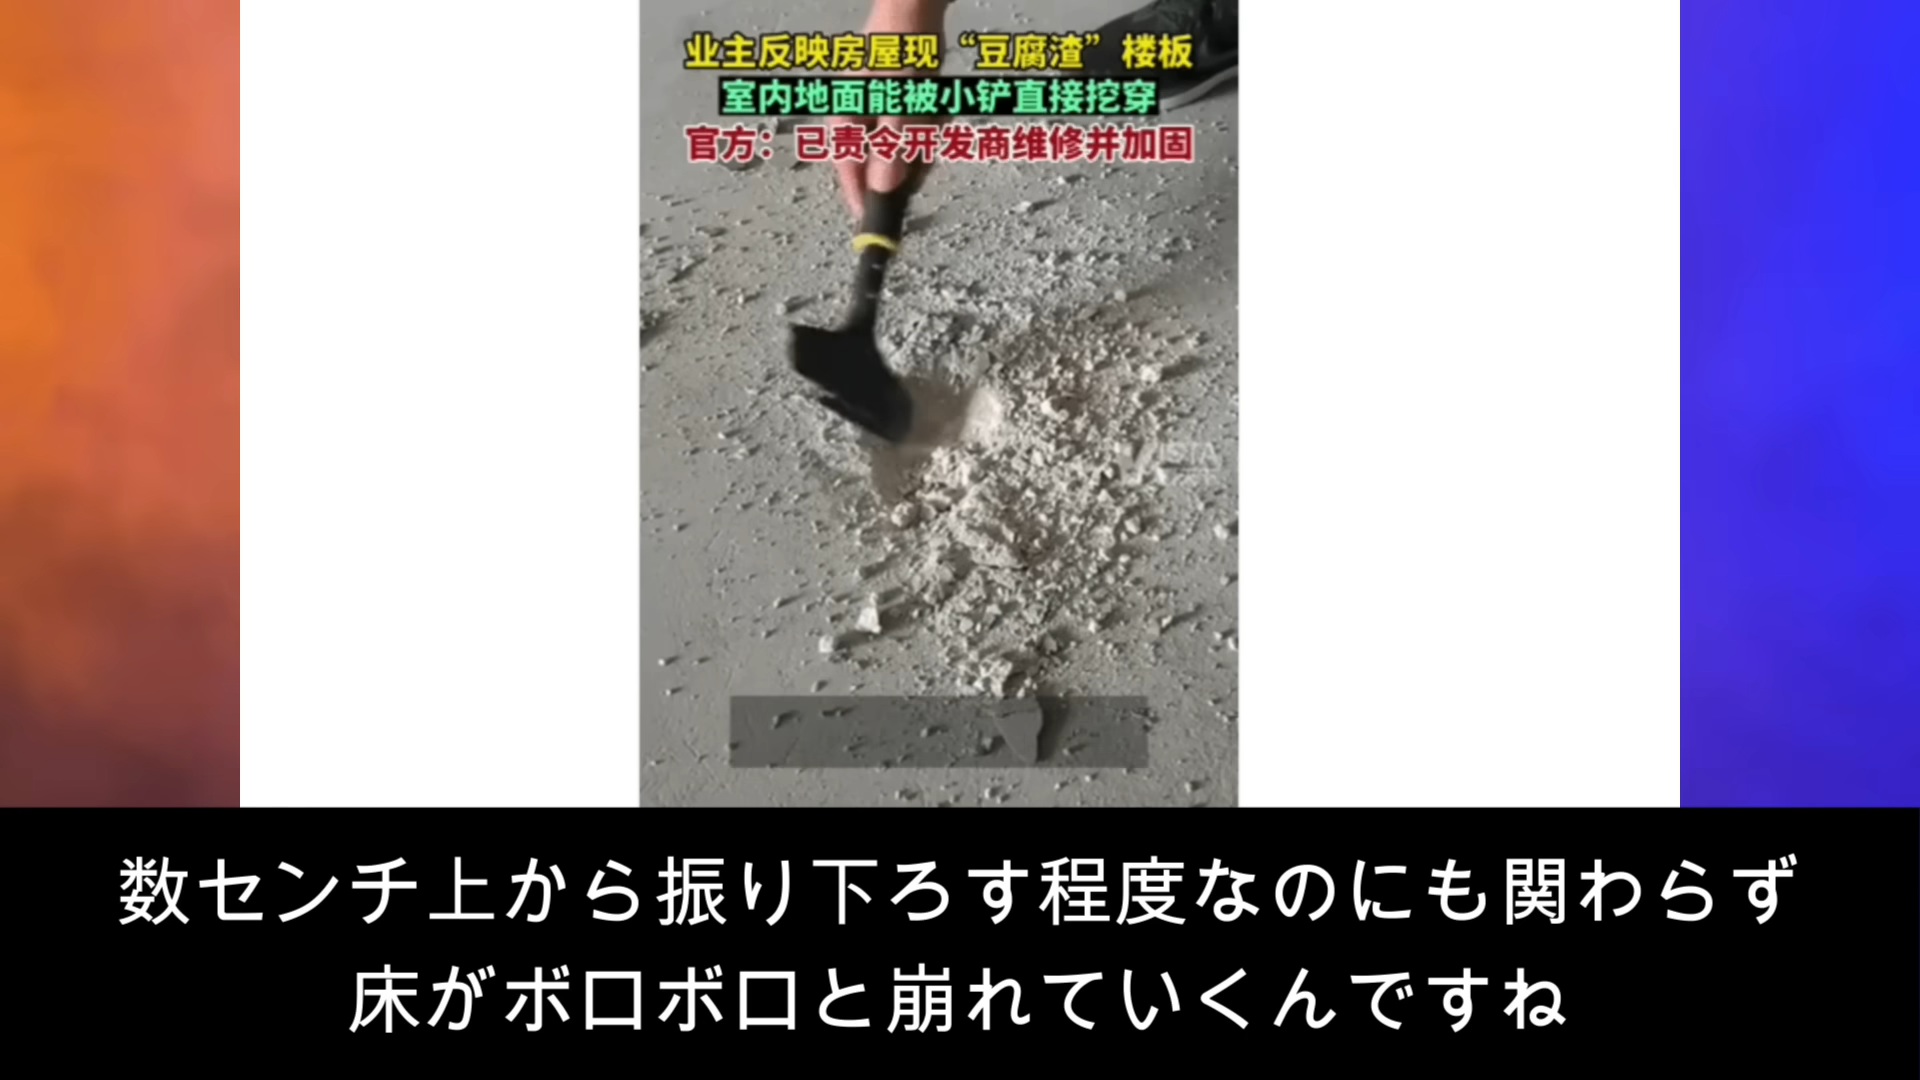 业主反映房屋现“豆腐渣”楼板
室内地面能被小铲直接挖穿
官方：已责令开发商维修并加固
数センチ上から振り下ろす程度なのにも関わらず
床がボロボロと崩れていくんですね